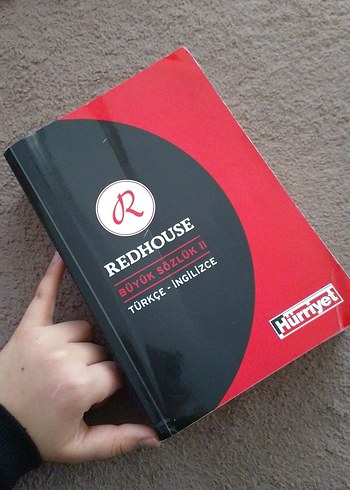 R
REDHOUSE
BÜYÜK SÖZLÜK II
TÜRKÇE - İNGİLİZCE
Hürriyet